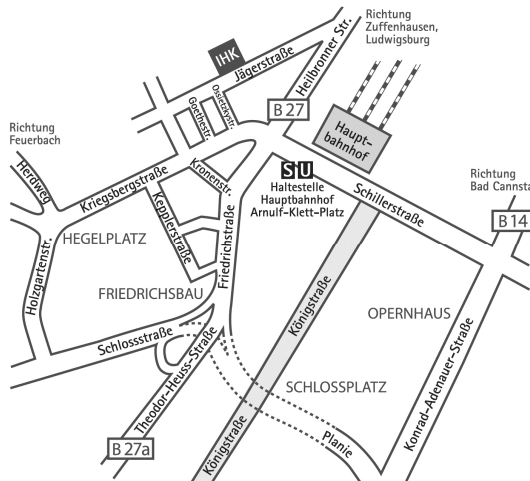 Richtung
Zuffenhausen,
Ludwigsburg
IHK
Jägerstraße
Heilbronner Str.
Ossietzkystr.
Goethestr.
B 27
Haupt-
bahnhof
Richtung
Feuerbach
Herdweg
Kriegsbergstraße
Kronenstr.
S U
Haltestelle
Hauptbahnhof
Arnulf-Klett-Platz
Schillerstraße
Richtung
Bad Cannsta
B 14
Kepplerstraße
Friedrichstraße
HEGELPLATZ
Holzgartenstr.
FRIEDRICHSBAU
Königstraße
OPERNHAUS
Schlossstraße
Theodor-Heuss-Straße
SCHLOSSPLATZ
Konrad-Adenauer-Straße
B 27a
Königstraße
Planie